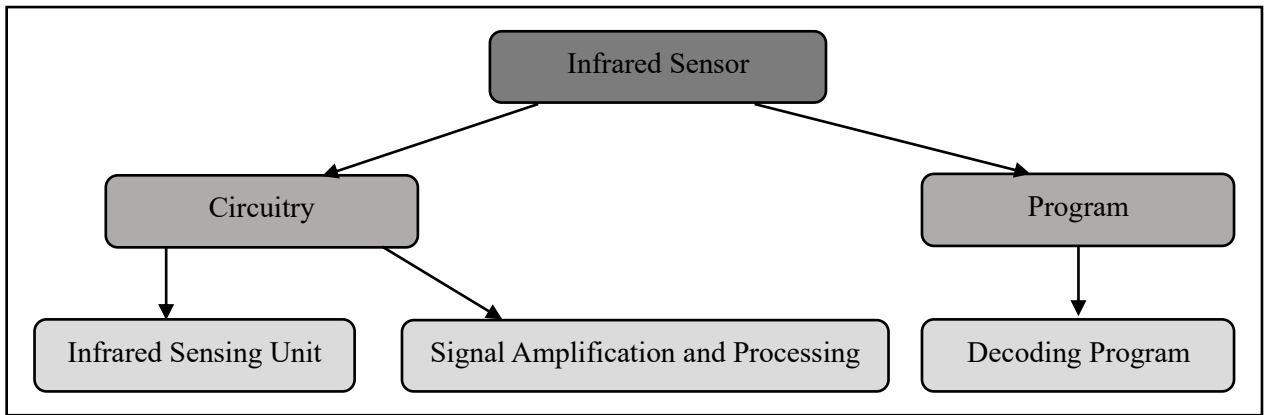 Infrared Sensor
Circuitry
Program
Infrared Sensing Unit
Signal Amplification and Processing
Decoding Program